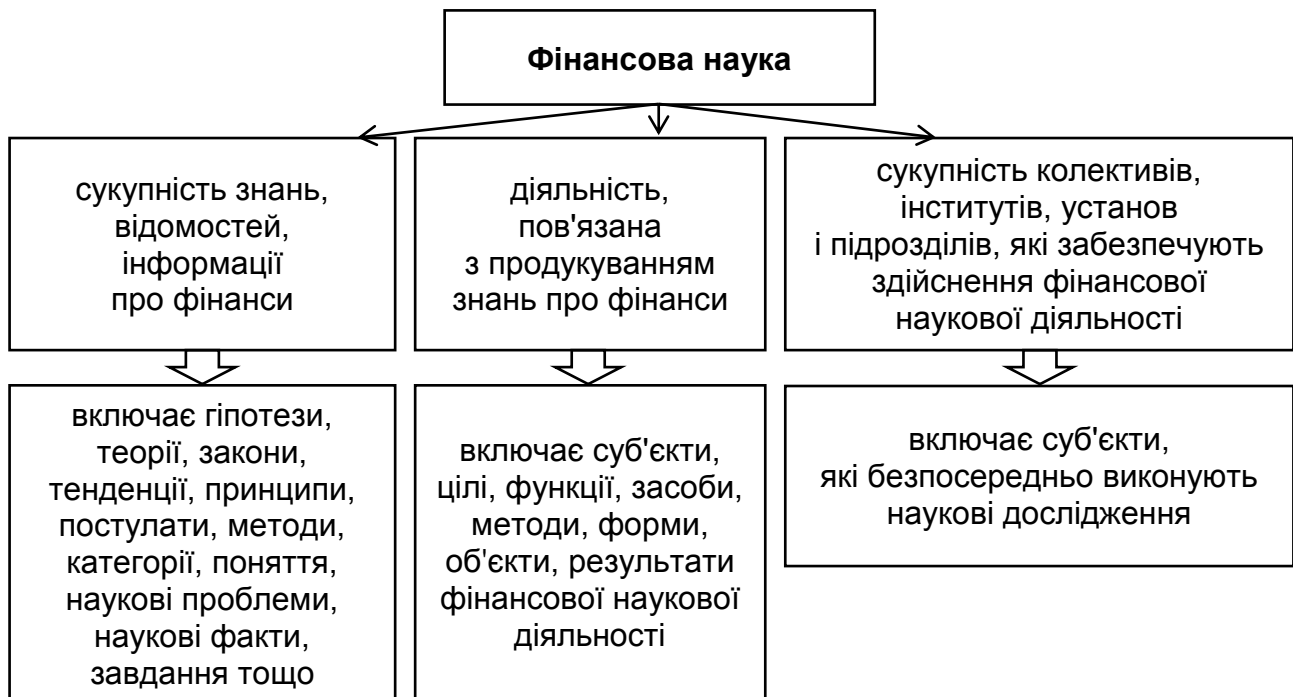 Фінансова наука
сукупність знань,
відомостей,
інформації
про фінанси
діяльність,
пов'язана
з продукуванням
знань про фінанси
сукупність колективів,
інститутів, установ
і підрозділів, які забезпечують
здійснення фінансової
наукової діяльності
включає гіпотези,
теорії, закони,
тенденції, принципи,
постулати, методи,
категорії, поняття,
наукові проблеми,
наукові факти,
завдання тощо
включає суб'єкти,
цілі, функції, засоби,
методи, форми,
об'єкти, результати
фінансової наукової
діяльності
включає суб'єкти,
які безпосередньо виконують
наукові дослідження